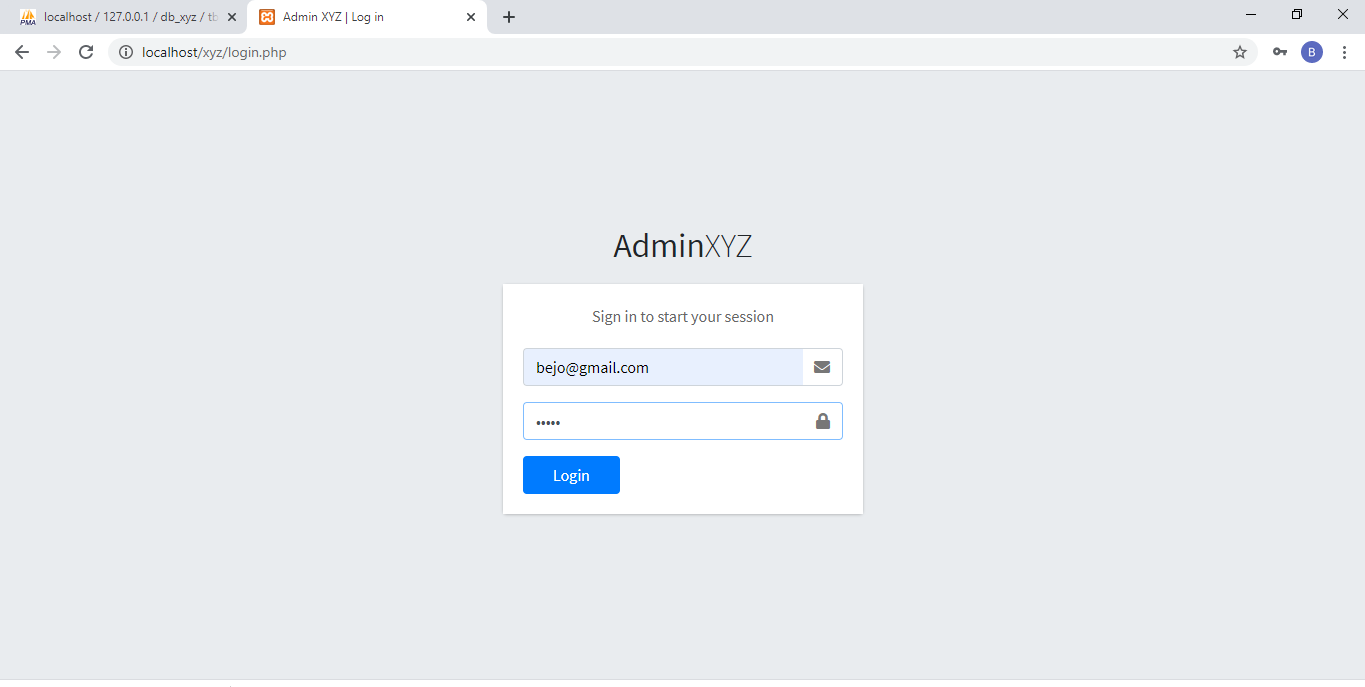 PMA localhost / 127.0.0.1 / db_xyz / tb
Admin XYZ | Log in
localhost/xyz/login.php
B
AdminXYZ
Sign in to start your session
bejo@gmail.com
•••••
Login